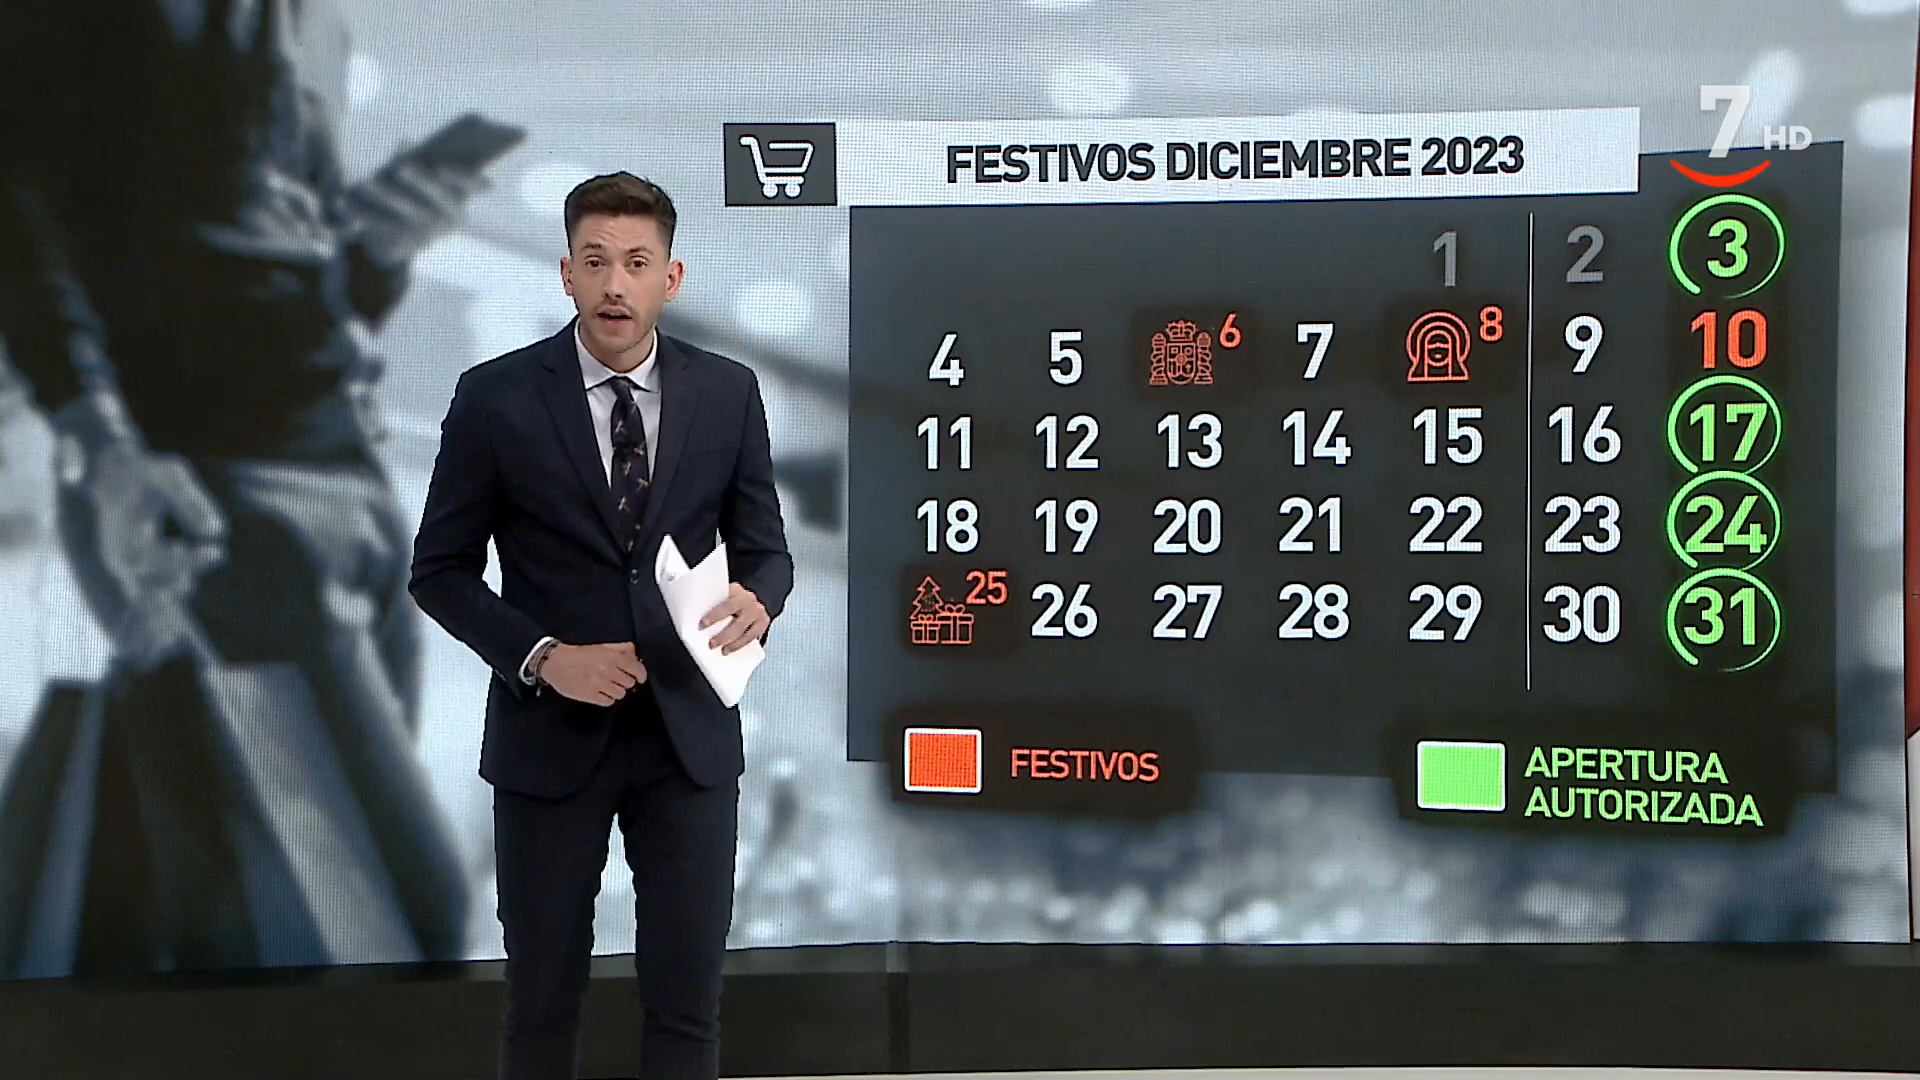 7 HD
FESTIVOS DICIEMBRE 2023
1 2 3
4 5 6 7 8 9 10
11 12 13 14 15 16 17
18 19 20 21 22 23 24
25 26 27 28 29 30 31
FESTIVOS
APERTURA
AUTORIZADA